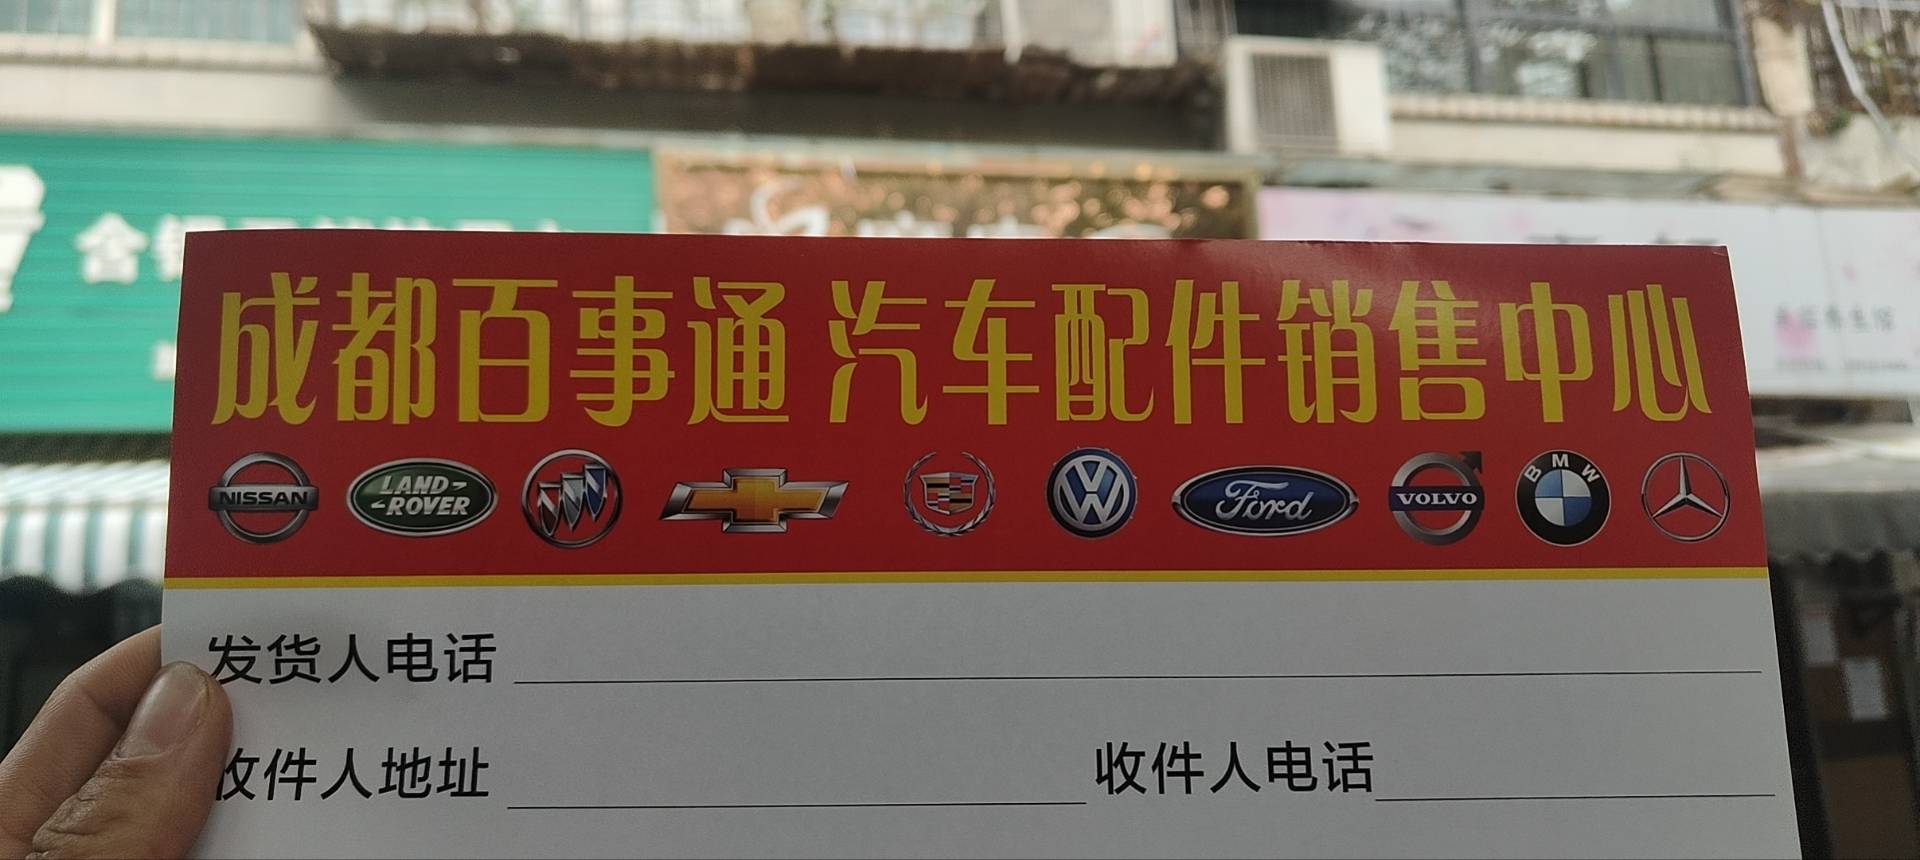 成都百事通 汽车配件销售中心
NISSAN
LAND-
-ROVER
Ford
VOLVO
BMW
发货人电话
收件人地址
收件人电话